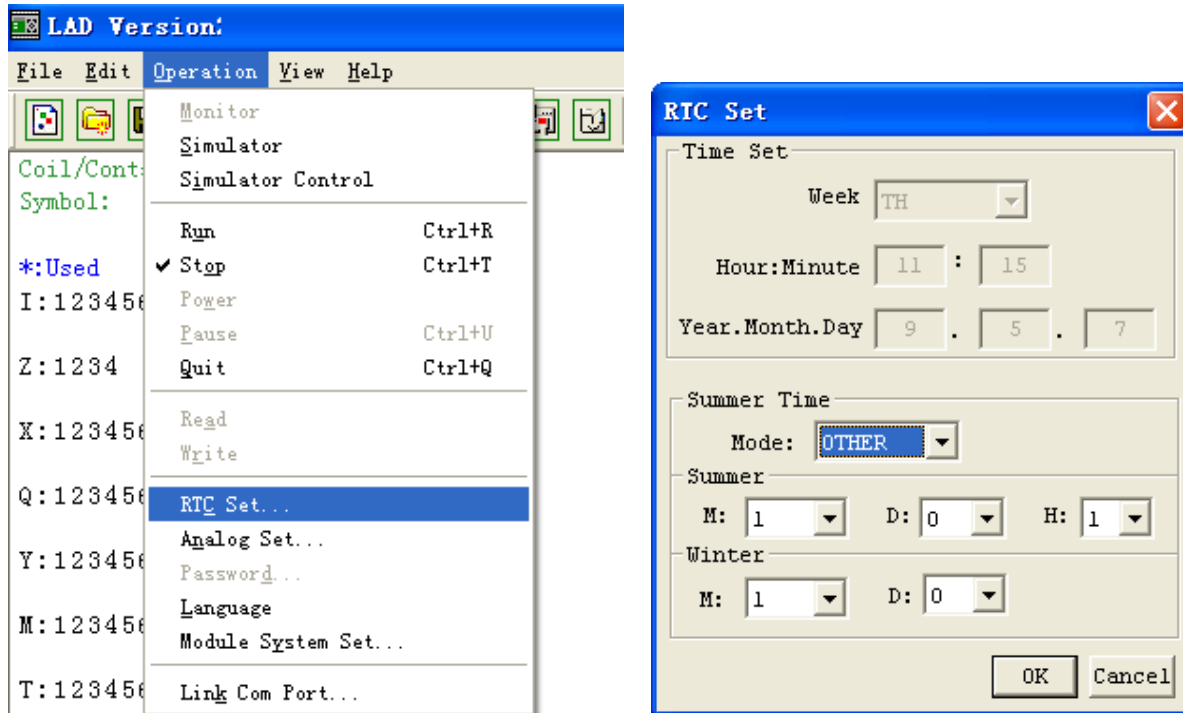 LAD Version:
File Edit Operation View Help
Monitor
Simulator
Simulator Control
Run Ctrl+R
Stop Ctrl+T
Power
Pause Ctrl+U
Quit Ctrl+Q
Read
Write
RTC Set...
Analog Set...
Password...
Language
Module System Set...
Link Com Port...
Coil/Cont
Symbol:
*:Used
I:123456
Z:1234
X:123456
Q:123456
Y:123456
M:123456
T:123456
RTC Set
Time Set
Week TH
Hour:Minute 11 : 15
Year.Month.Day 9 . 5 . 7
Summer Time
Mode: OTHER
Summer
M: 1 D: 0 H: 1
Winter
M: 1 D: 0
OK Cancel